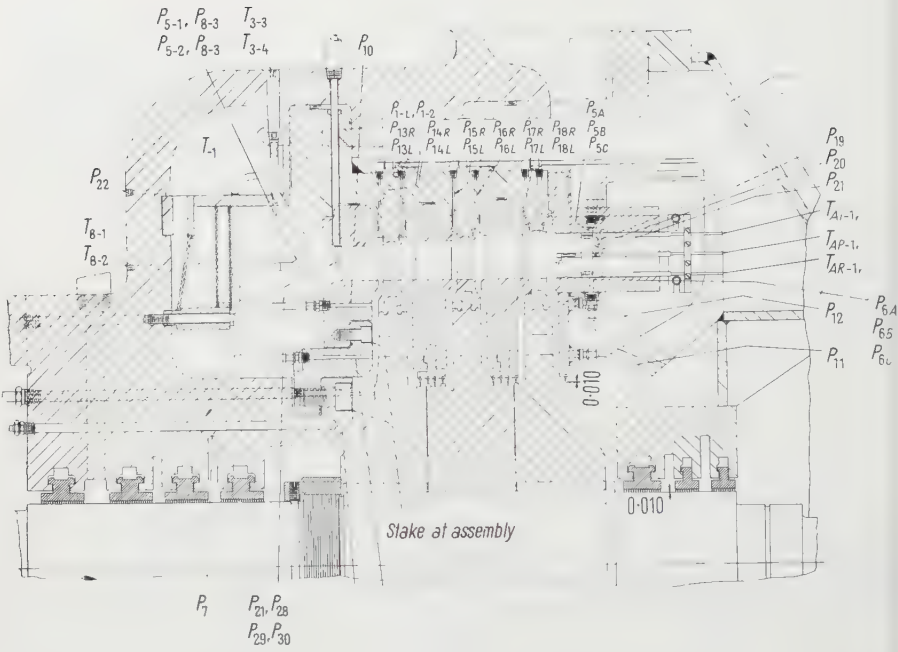 P5-1, P8-3 T3-3
P5-2, P8-3 T3-4
P10
P1-L, P1-2
P13R P14R P15R P16R P17R P18R
P13L P14L P15L P16L P17L P18L
P5A
P5B
P5C
T-1
P22
T8-1
T8-2
P19
P20
P21
TAI-1,
TAP-1,
TAR-1,
P12
P11
P6A
P65
P6L
0·010
0·010
Stake at assembly
P7
P21, P28
P29, P30